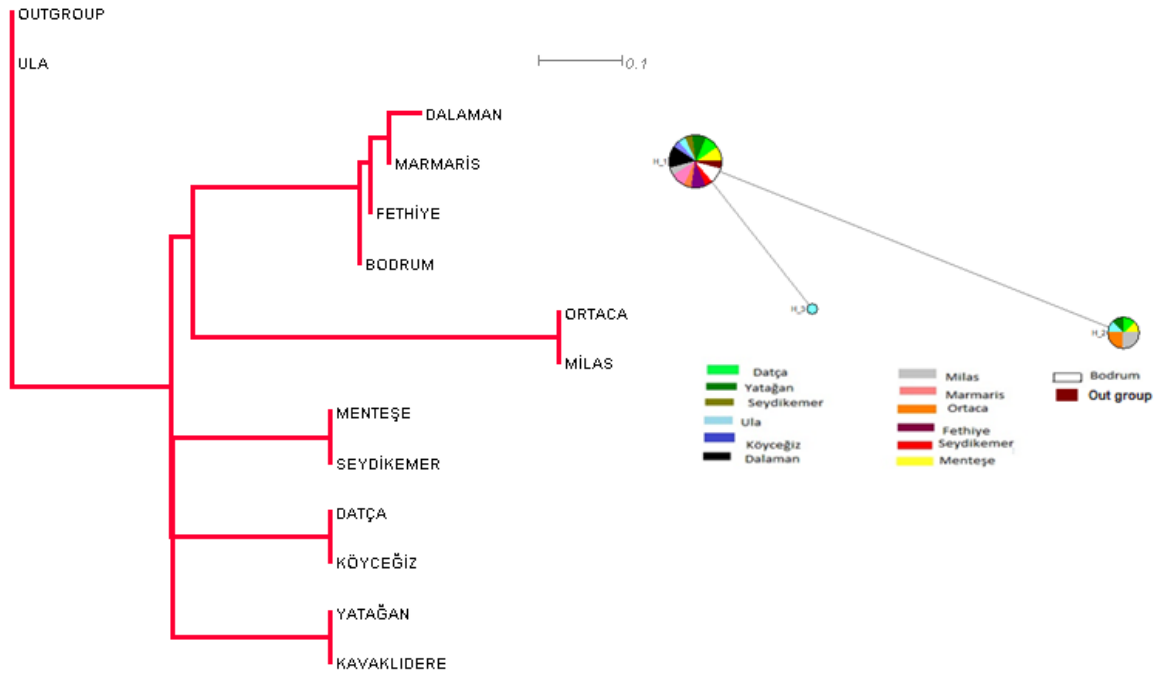 OUTGROUP
ULA
DALAMAN
MARMARİS
FETHİYE
BODRUM
ORTACA
MİLAS
MENTEŞE
SEYDİKEMER
DATÇA
KÖYCEĞİZ
YATAĞAN
KAVAKLIDERE
0.1
H_1
H_3
H_2
Datça
Yatağan
Seydikemer
Ula
Köyceğiz
Dalaman
Milas
Marmaris
Ortaca
Fethiye
Seydikemer
Menteşe
Bodrum
Out group